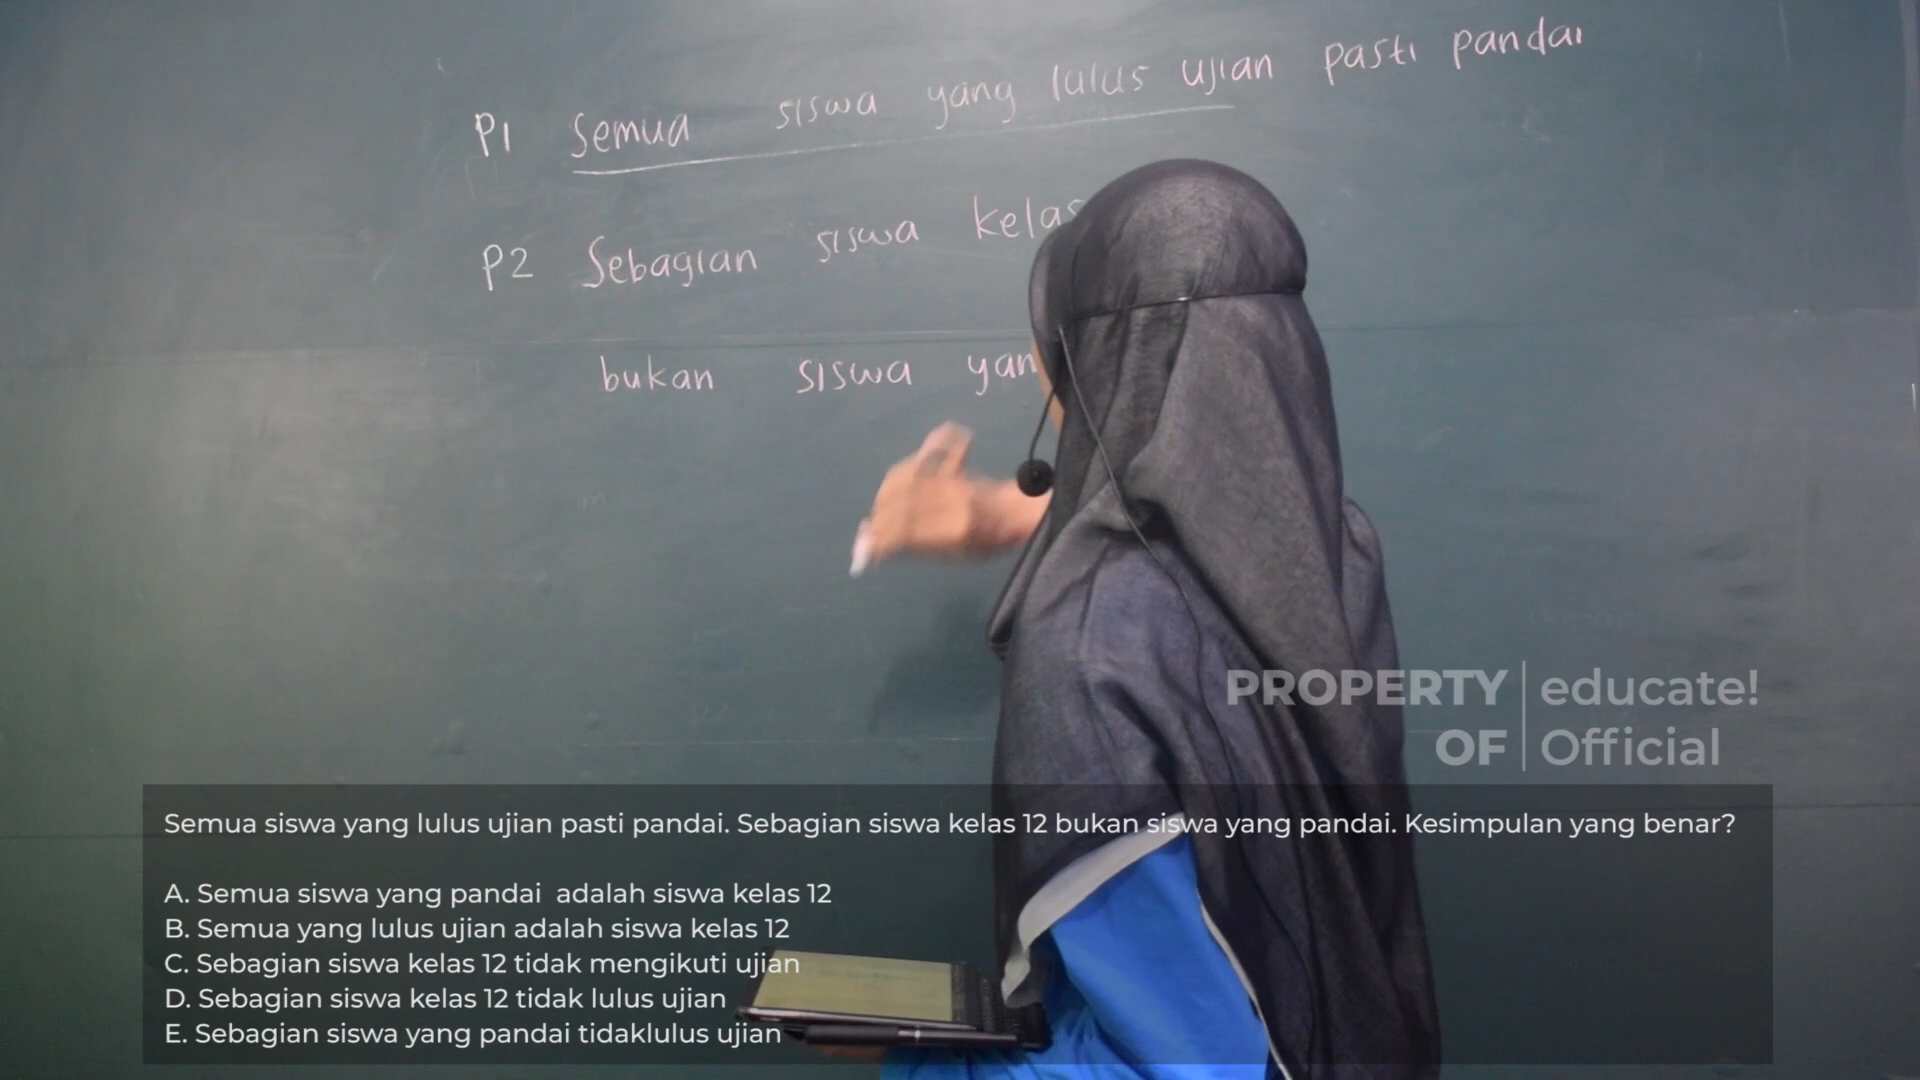 P1 Semua siswa yang lulus ujian pasti pandai
P2 Sebagian siswa kelas
bukan siswa
PROPERTY OF educate! Official
Semua siswa yang lulus ujian pasti pandai. Sebagian siswa kelas 12 bukan siswa yang pandai. Kesimpulan yang benar?
A. Semua siswa yang pandai adalah siswa kelas 12
B. Semua yang lulus ujian adalah siswa kelas 12
C. Sebagian siswa kelas 12 tidak mengikuti ujian
D. Sebagian siswa kelas 12 tidak lulus ujian
E. Sebagian siswa yang pandai tidaklulus ujian